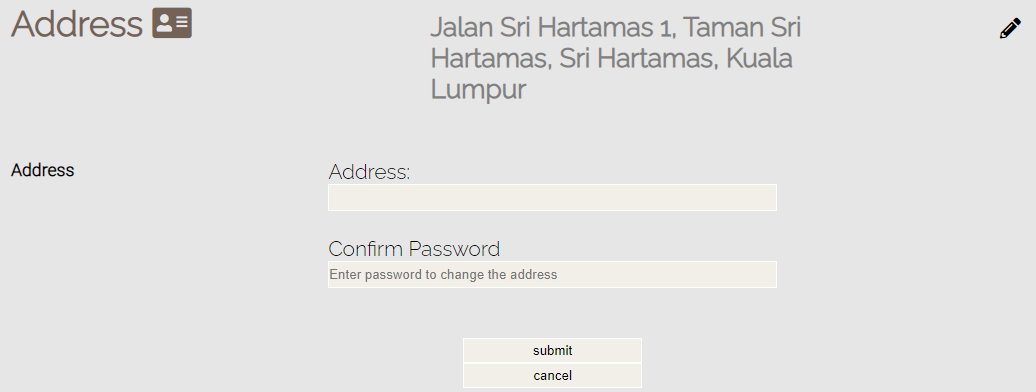 Address
Jalan Sri Hartamas 1, Taman Sri
Hartamas, Sri Hartamas, Kuala
Lumpur
Address
Address:
Confirm Password
Enter password to change the address
submit
cancel